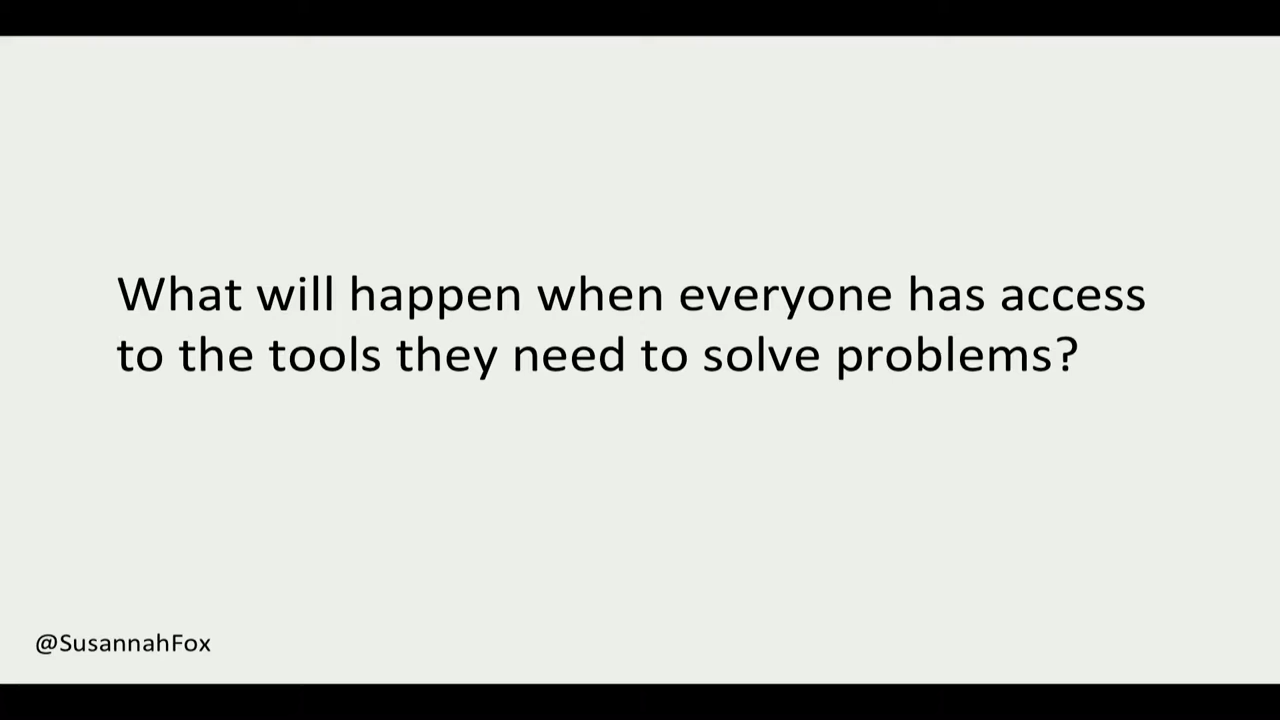 What will happen when everyone has access
to the tools they need to solve problems?
@SusannahFox